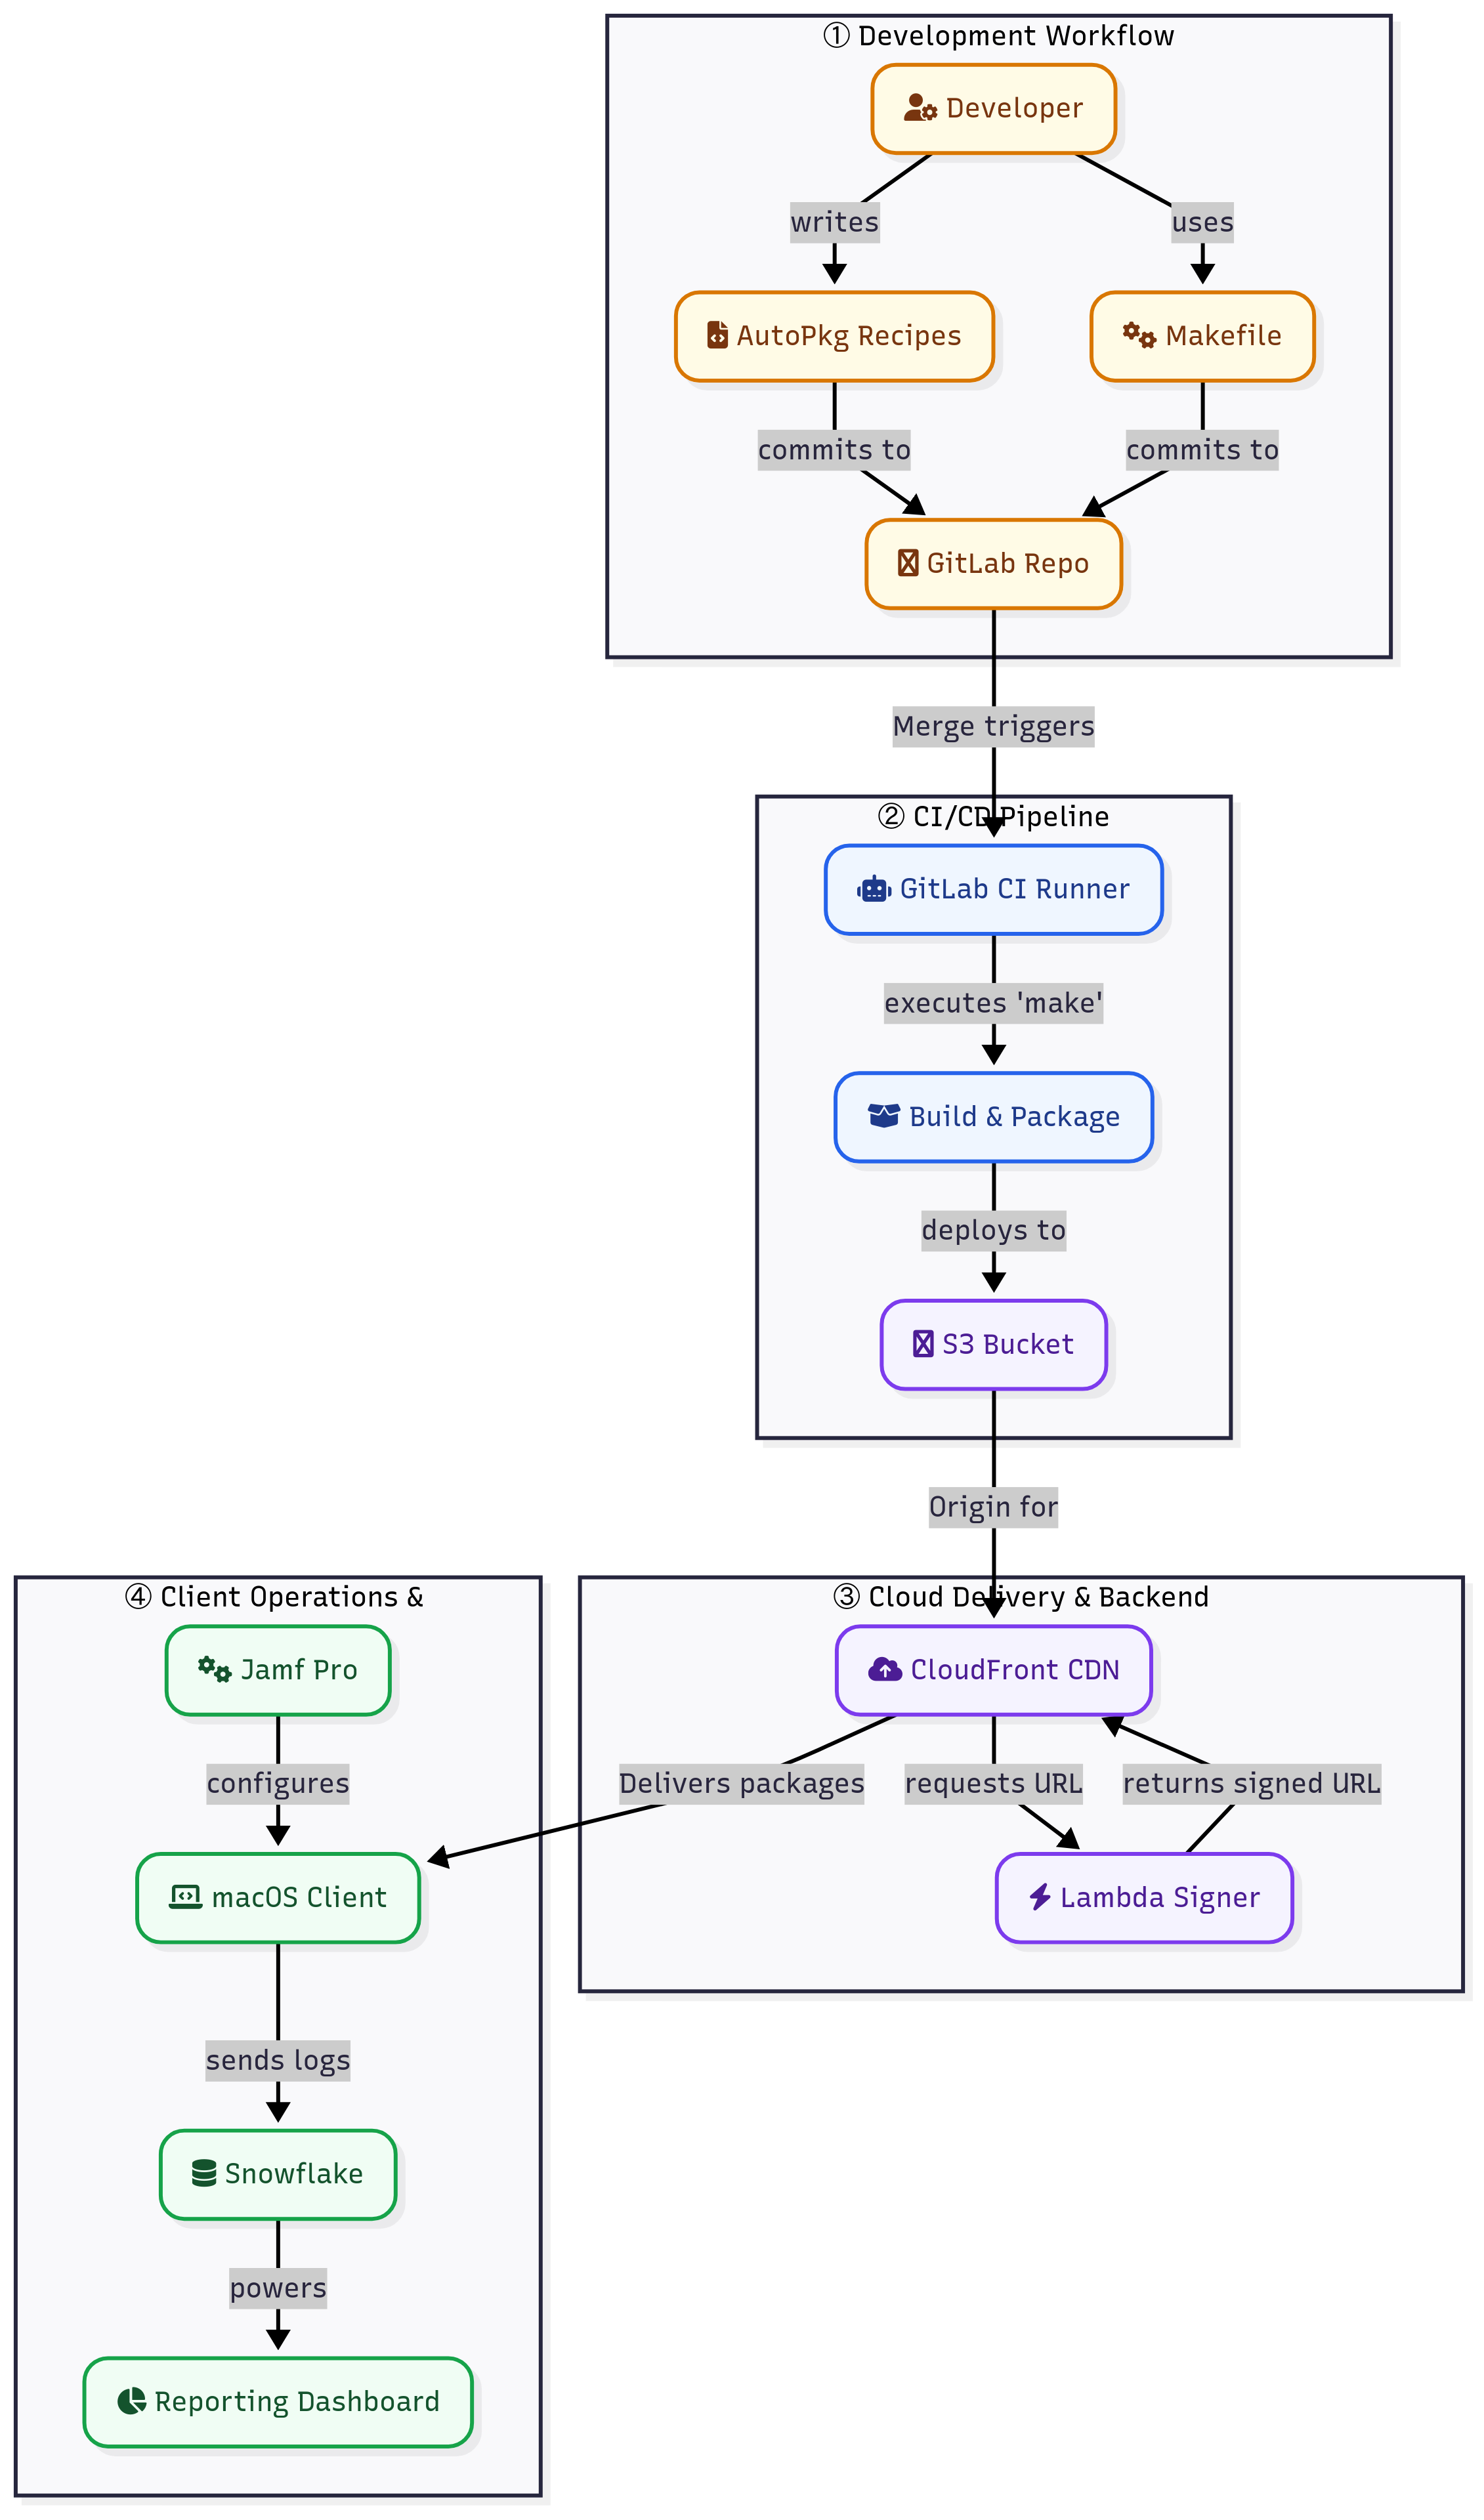 ① Development Workflow
Developer
writes
uses
AutoPkg Recipes
Makefile
commits to
commits to
GitLab Repo
Merge triggers
② CI/CD Pipeline
GitLab CI Runner
executes 'make'
Build & Package
deploys to
S3 Bucket
Origin for
③ Cloud Delivery & Backend
CloudFront CDN
Delivers packages
requests URL
returns signed URL
Lambda Signer
④ Client Operations &
Jamf Pro
configures
macOS Client
sends logs
Snowflake
powers
Reporting Dashboard